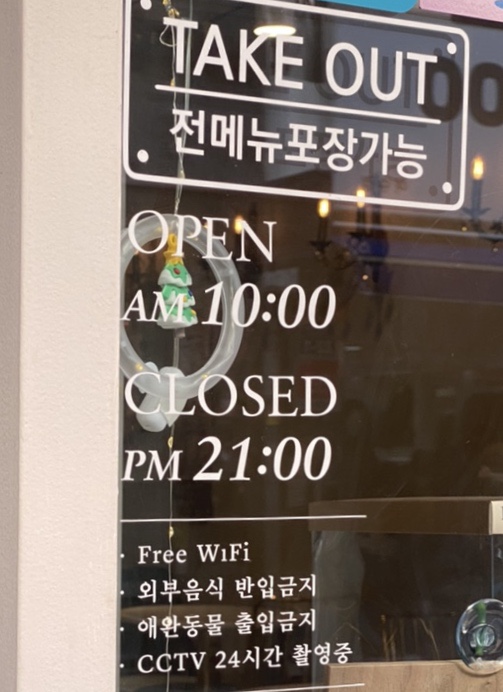 TAKE OUT
전메뉴포장가능
OPEN
AM 10:00
CLOSED
PM 21:00
· Free WiFi
· 외부음식 반입금지
· 애완동물 출입금지
· CCTV 24시간 촬영중